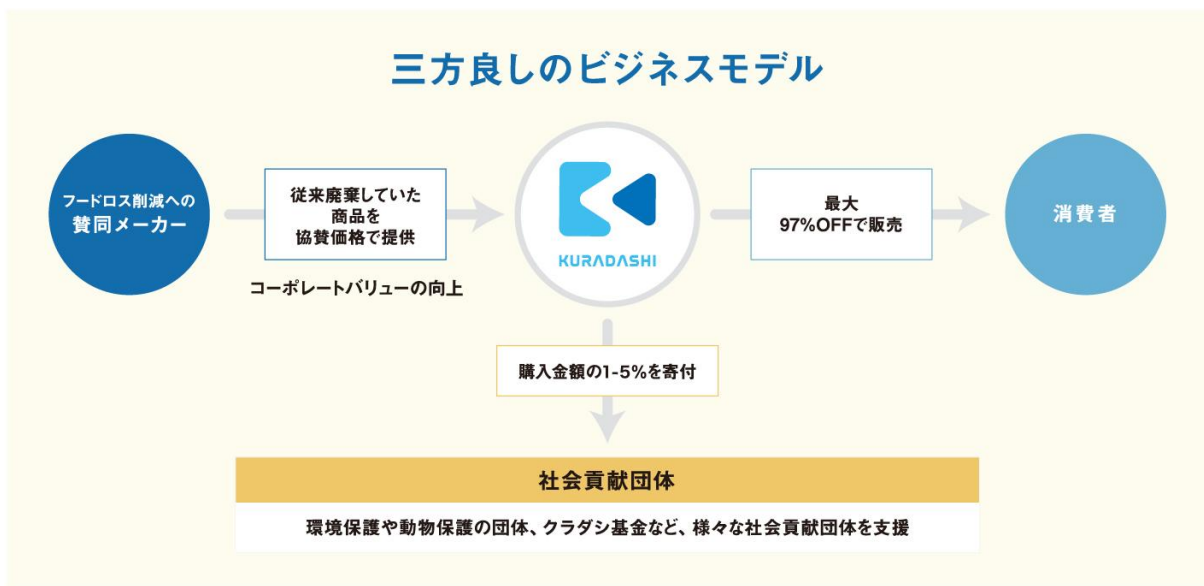 三方良しのビジネスモデル
フードロス削減への
賛同メーカー
従来廃棄していた
商品を
協賛価格で提供
コーポレートバリューの向上
KURADASHI
最大
97%OFFで販売
消費者
購入金額の1-5%を寄付
社会貢献団体
環境保護や動物保護の団体、クラダシ基金など、様々な社会貢献団体を支援